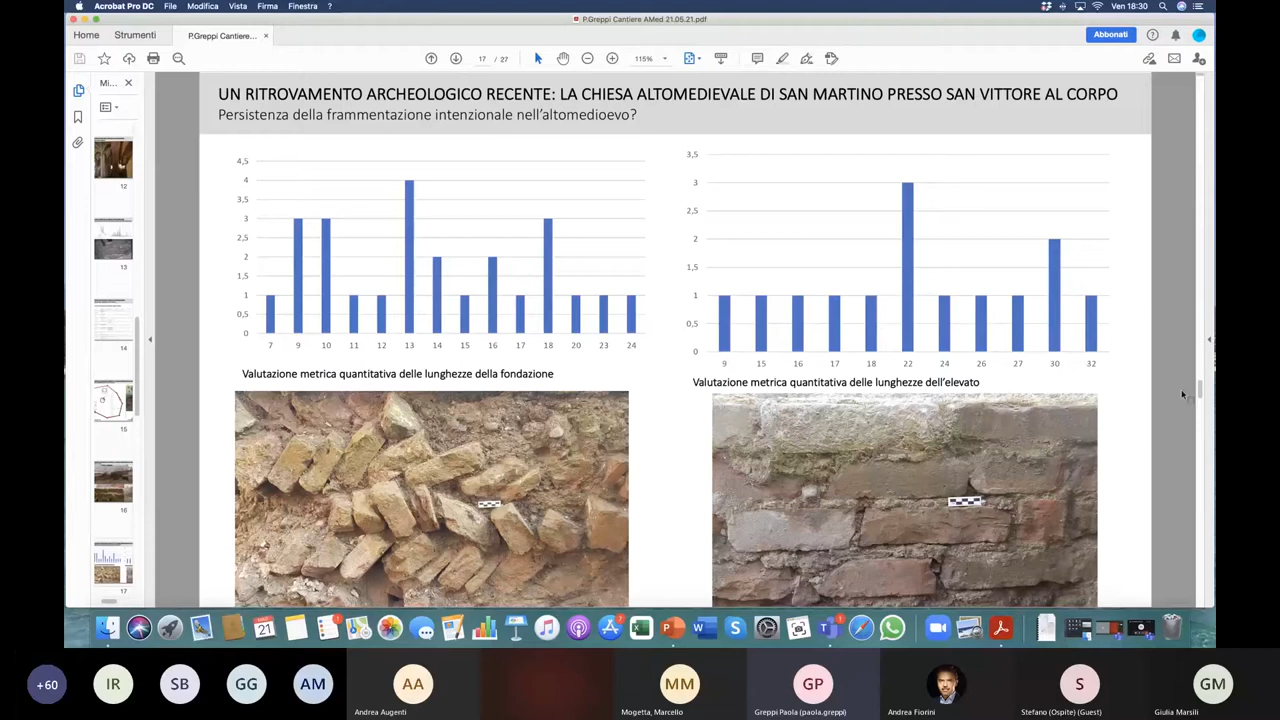 Acrobat Pro DC File Modifica Vista Firma Finestra ? Ven 18:30
P.Greppi Cantiere AMed 21.05.21.pdf
Home Strumenti P.Greppi Cantiere... × Abbonati
17 / 27 115%
Mi...
12
13
14
15
16
17
UN RITROVAMENTO ARCHEOLOGICO RECENTE: LA CHIESA ALTOMEDIEVALE DI SAN MARTINO PRESSO SAN VITTORE AL CORPO
Persistenza della frammentazione intenzionale nell'altomedioevo?
4,5
4
3,5
3
2,5
2
1,5
1
0,5
0
7 9 10 11 12 13 14 15 16 17 18 20 23 24
Valutazione metrica quantitativa delle lunghezze della fondazione
3,5
3
2,5
2
1,5
1
0,5
0
9 15 16 17 18 22 24 26 27 30 32
Valutazione metrica quantitativa delle lunghezze dell'elevato
+60 IR SB GG AM AA MM GP S GM
Andrea Augenti Mogetta, Marcello Greppi Paola (paola.greppi) Andrea Fiorini Stefano (Ospite) (Guest) Giulia Marsili